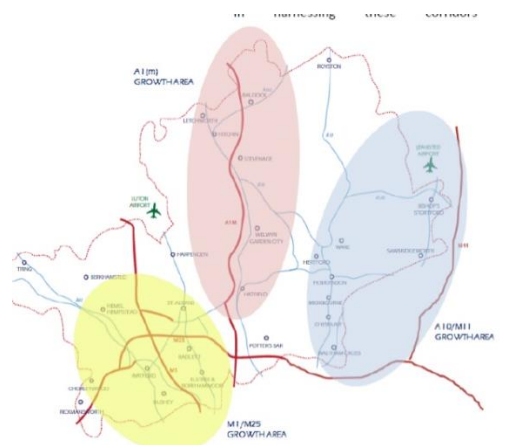 in harnessing these corridors
A1(m)
GROWTH AREA
ROYSTON
BALDOCK
LETCHWORTH
HITCHIN
STEVENAGE
STANSTED
AIRPORT
LUTON
AIRPORT
BISHOP'S
STORTFORD
WELWYN
GARDEN CITY
WARE
SAWBRIDGEWORTH
HARPENDEN
HERTFORD
TRING
BERKHAMSTED
HODDESDON
HATFIELD
HEMEL
HEMPSTEAD
ST ALBANS
BROXBOURNE
CHESHUNT
A10/M11
GROWTH AREA
POTTERS BAR
WALTHAM CROSS
M25
RADLETT
WATFORD
BUSHEY
RICKMANSWORTH
M1/M25
GROWTH AREA